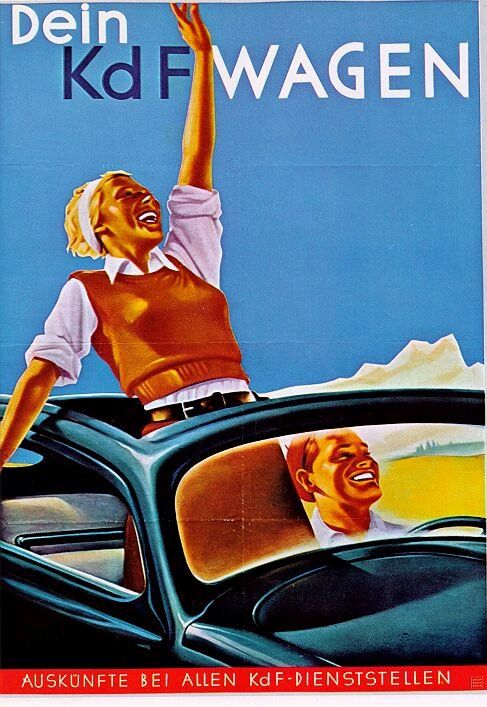 Dein
KdF WAGEN
AUSKÜNFTE BEI ALLEN KdF-DIENSTSTELLEN